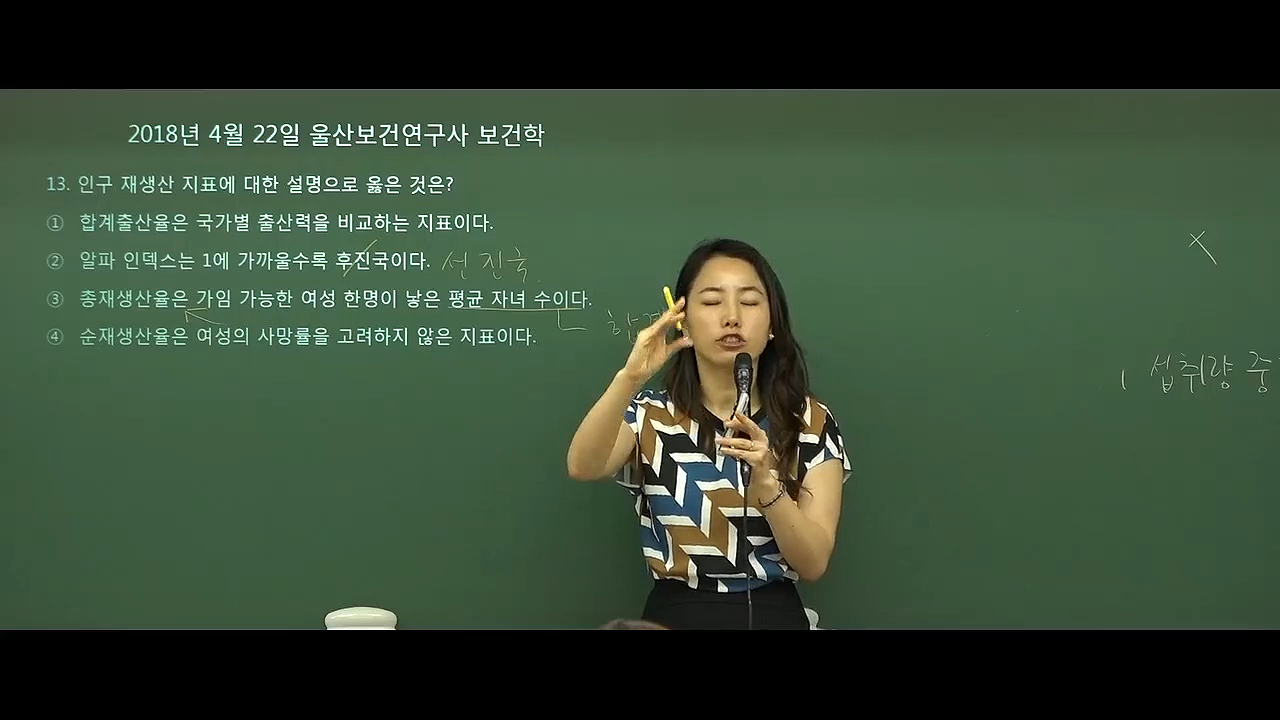 2018년 4월 22일 울산보건연구사 보건학
13. 인구 재생산 지표에 대한 설명으로 옳은 것은?
① 합계출산율은 국가별 출산력을 비교하는 지표이다.
② 알파 인덱스는 1에 가까울수록 후진국이다. 선진국
③ 총재생산율은 가임 가능한 여성 한명이 낳은 평균 자녀 수이다.
④ 순재생산율은 여성의 사망률을 고려하지 않은 지표이다.
섭취량 중